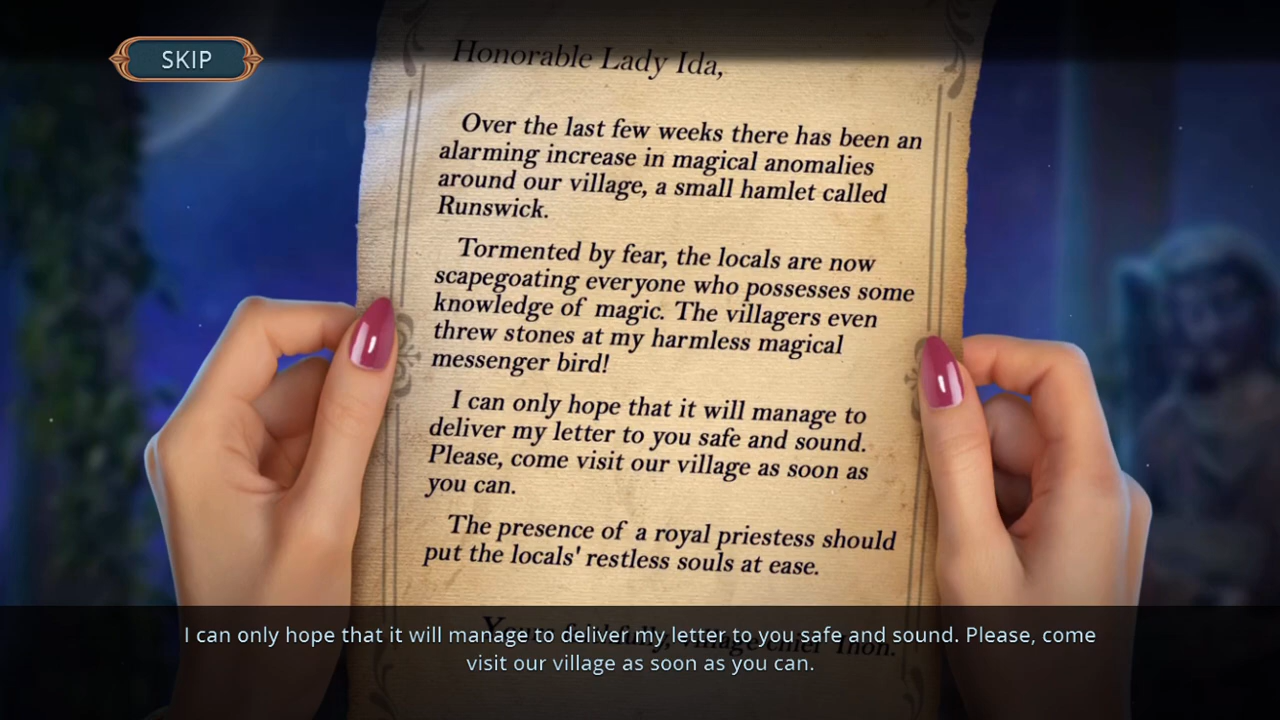 SKIP
Honorable Lady Ida,
Over the last few weeks there has been an
alarming increase in magical anomalies
around our village, a small hamlet called
Runswick.
Tormented by fear, the locals are now
scapegoating everyone who possesses some
knowledge of magic. The villagers even
threw stones at my harmless magical
messenger bird!
I can only hope that it will manage to
deliver my letter to you safe and sound.
Please, come visit our village as soon as
you can.
The presence of a royal priestess should
put the locals' restless souls at ease.
Yours faithfully, village chief Thon.
I can only hope that it will manage to deliver my letter to you safe and sound. Please, come
visit our village as soon as you can.